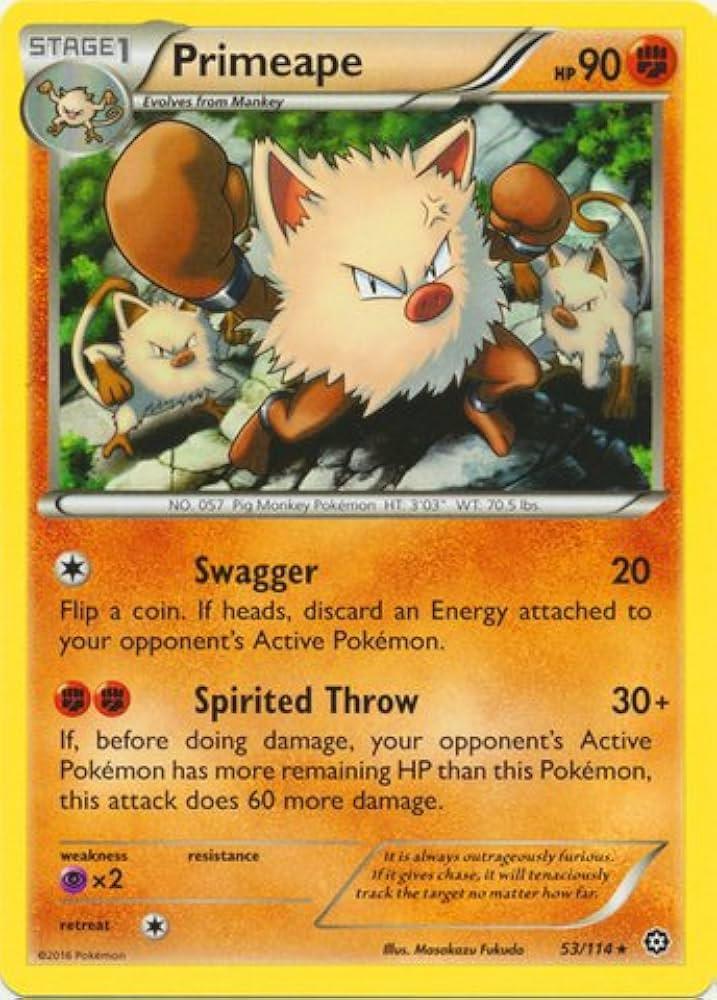 STAGE1
Primeape
HP 90
Evolves from Mankey
NO. 057 Pig Monkey Pokémon HT: 3'03" WT: 70.5 lbs.
Swagger 20
Flip a coin. If heads, discard an Energy attached to
your opponent's Active Pokémon.
Spirited Throw 30+
If, before doing damage, your opponent's Active
Pokémon has more remaining HP than this Pokémon,
this attack does 60 more damage.
weakness resistance
×2
It is always outrageously furious.
If it gives chase, it will tenaciously
track the target no matter how far.
retreat
©2016 Pokémon
Illus. Masakazu Fukuda
53/114 ★